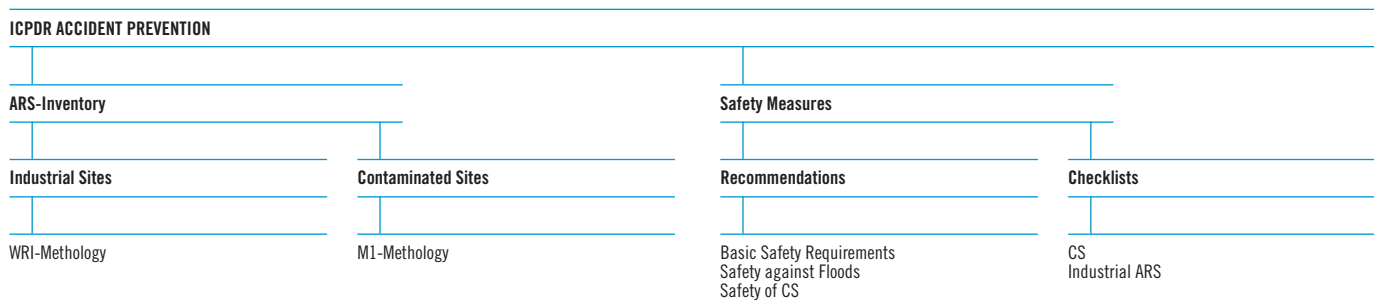 ICPDR ACCIDENT PREVENTION
ARS-Inventory
Safety Measures
Industrial Sites
Contaminated Sites
Recommendations
Checklists
WRI-Methology
M1-Methology
Basic Safety Requirements
Safety against Floods
Safety of CS
CS
Industrial ARS